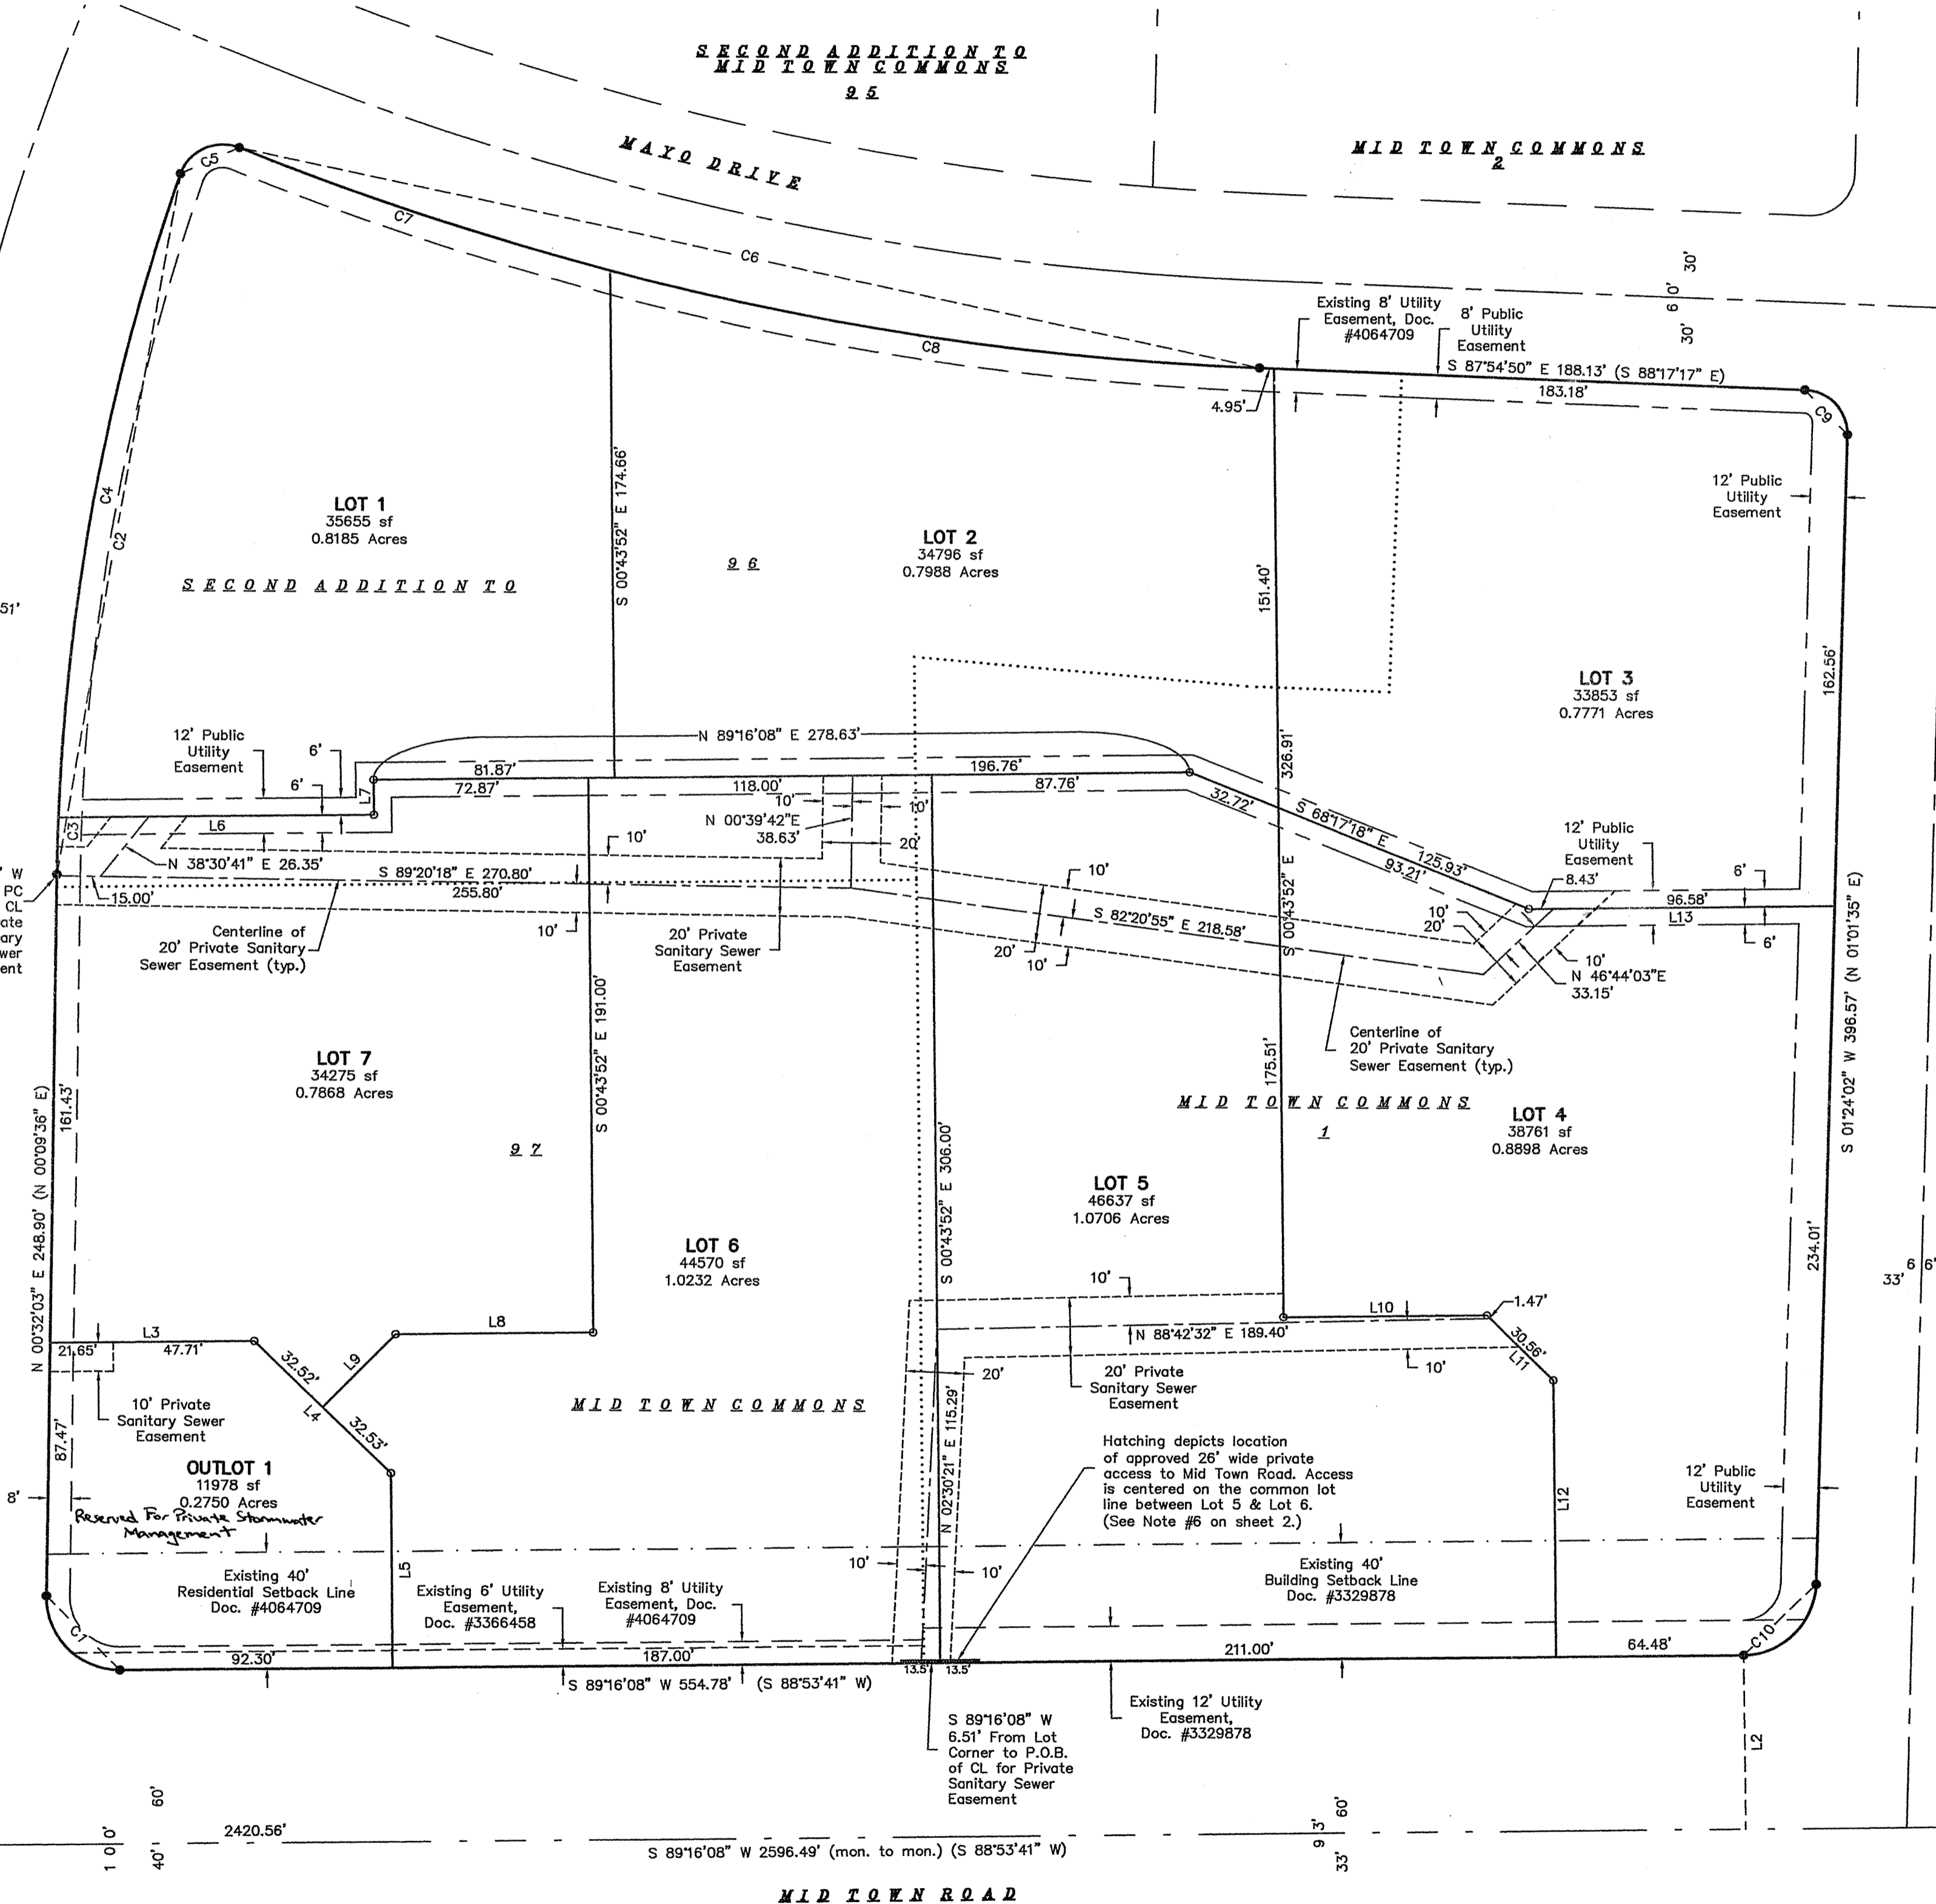 SECOND ADDITION TO
MID TOWN COMMONS
95
MAYO DRIVE
MID TOWN COMMONS
2
C5
C7
C6
C8
30'
60'
30'
Existing 8' Utility
Easement, Doc.
#4064709
8' Public
Utility
Easement
S 87°54'50" E 188.13' (S 88°17'17" E)
183.18'
4.95'
C9
12' Public
Utility
Easement
C4
C2
LOT 1
35655 sf
0.8185 Acres
S 00°43'52" E 174.66'
LOT 2
34796 sf
0.7988 Acres
96
SECOND ADDITION TO
151.40'
51'
LOT 3
33853 sf
0.7771 Acres
162.56'
12' Public
Utility
Easement
6'
6'
N 89°16'08" E 278.63'
81.87'
196.76'
72.87'
118.00'
87.76'
L7
L6
C3
10'
10'
N 00°39'42"E
38.63'
20'
10'
326.91'
32.72'
S 68°17'18" E
125.93'
93.21'
12' Public
Utility
Easement
8.43'
6'
96.58'
L13
6'
N 38°30'41" E 26.35'
S 89°20'18" E 270.80'
255.80'
15.00'
' W
PC
CL
ate
ary
wer
ent
Centerline of
20' Private Sanitary
Sewer Easement (typ.)
10'
20' Private
Sanitary Sewer
Easement
10'
S 82°20'55" E 218.58'
20'
10'
S 00°43'52" E
10'
20'
10'
N 46°44'03"E
33.15'
Centerline of
20' Private Sanitary
Sewer Easement (typ.)
S 01°24'02" W 396.57' (N 01°01'35" E)
LOT 7
34275 sf
0.7868 Acres
S 00°43'52" E 191.00'
161.43'
N 00°32'03" E 248.90' (N 00°09'36" E)
97
175.51'
MID TOWN COMMONS
1
LOT 4
38761 sf
0.8898 Acres
LOT 5
46637 sf
1.0706 Acres
S 00°43'52" E 306.00'
LOT 6
44570 sf
1.0232 Acres
234.01'
33'
66'
10'
L10
1.47'
N 88°42'32" E 189.40'
30.56'
L11
10'
L3
21.65'
47.71'
32.52'
L9
L8
L4
32.53'
20'
20' Private
Sanitary Sewer
Easement
10' Private
Sanitary Sewer
Easement
MID TOWN COMMONS
87.47'
N 02°30'21" E 115.29'
Hatching depicts location
of approved 26' wide private
access to Mid Town Road. Access
is centered on the common lot
line between Lot 5 & Lot 6.
(See Note #6 on sheet 2.)
OUTLOT 1
11978 sf
0.2750 Acres
Reserved For Private Stormwater
Management
8'
L12
12' Public
Utility
Easement
10'
10'
L5
Existing 40'
Residential Setback Line
Doc. #4064709
Existing 6' Utility
Easement,
Doc. #3366458
Existing 8' Utility
Easement, Doc.
#4064709
Existing 40'
Building Setback Line
Doc. #3329878
C1
C10
92.30'
187.00'
13.5'
13.5'
211.00'
64.48'
S 89°16'08" W 554.78' (S 88°53'41" W)
S 89°16'08" W
6.51' From Lot
Corner to P.O.B.
of CL for Private
Sanitary Sewer
Easement
Existing 12' Utility
Easement,
Doc. #3329878
L2
100'
60'
40'
2420.56'
S 89°16'08" W 2596.49' (mon. to mon.) (S 88°53'41" W)
93'
60'
33'
MID TOWN ROAD